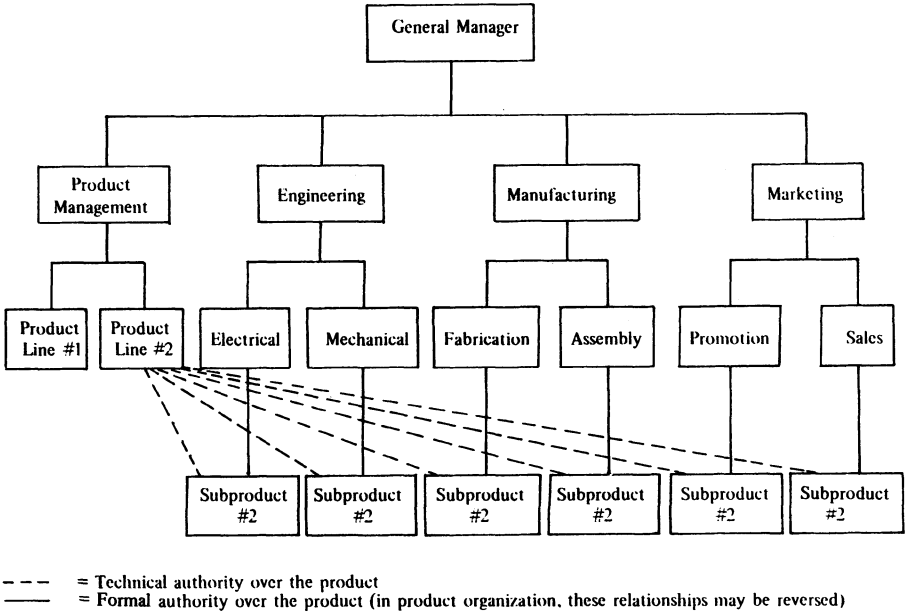 General Manager
Product
Management
Engineering
Manufacturing
Marketing
Product
Line #1
Product
Line #2
Electrical
Mechanical
Fabrication
Assembly
Promotion
Sales
Subproduct
#2
Subproduct
#2
Subproduct
#2
Subproduct
#2
Subproduct
#2
Subproduct
#2
= Technical authority over the product
= Formal authority over the product (in product organization, these relationships may be reversed)